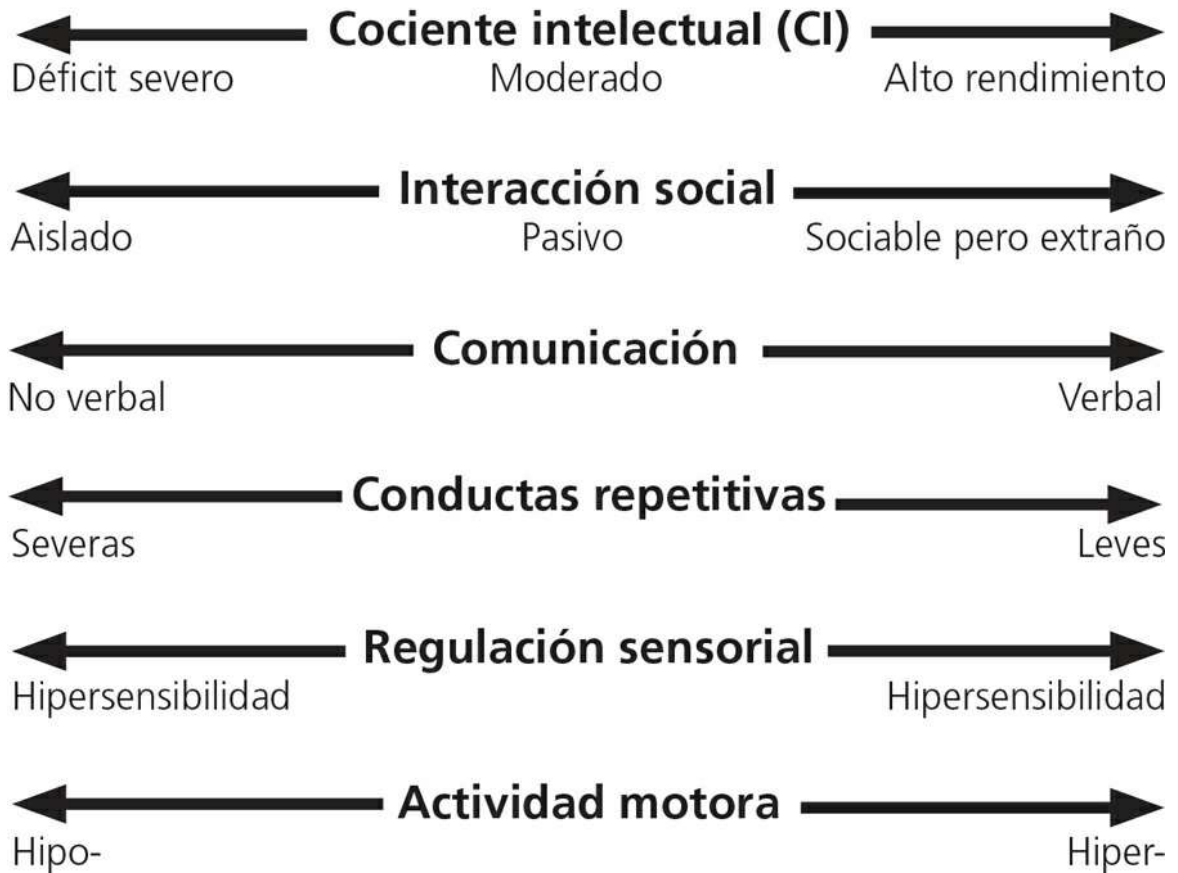 Cociente intelectual (CI)
Déficit severo Moderado Alto rendimiento
Interacción social
Aislado Pasivo Sociable pero extraño
Comunicación
No verbal Verbal
Conductas repetitivas
Severas Leves
Regulación sensorial
Hipersensibilidad Hipersensibilidad
Actividad motora
Hipo- Hiper-